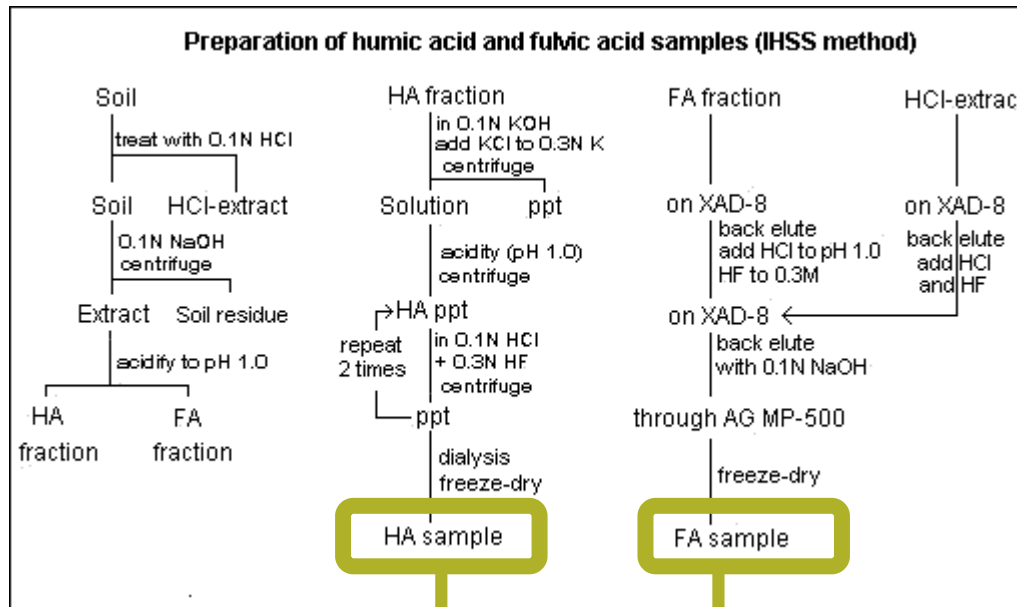 Preparation of humic acid and fulvic acid samples (IHSS method)
Soil
treat with 0.1N HCl
Soil HCl-extract
0.1N NaOH
centrifuge
Extract Soil residue
acidify to pH 1.0
HA
fraction
FA
fraction
HA fraction
in 0.1N KOH
add KCl to 0.3N K
centrifuge
Solution ppt
acidity (pH 1.0)
centrifuge
HA ppt
repeat
2 times
in 0.1N HCl
+ 0.3N HF
centrifuge
ppt
dialysis
freeze-dry
HA sample
FA fraction
on XAD-8
back elute
add HCl to pH 1.0
HF to 0.3M
on XAD-8
back elute
with 0.1N NaOH
through AG MP-500
freeze-dry
FA sample
HCl-extrac
on XAD-8
back elute
add HCl
and HF